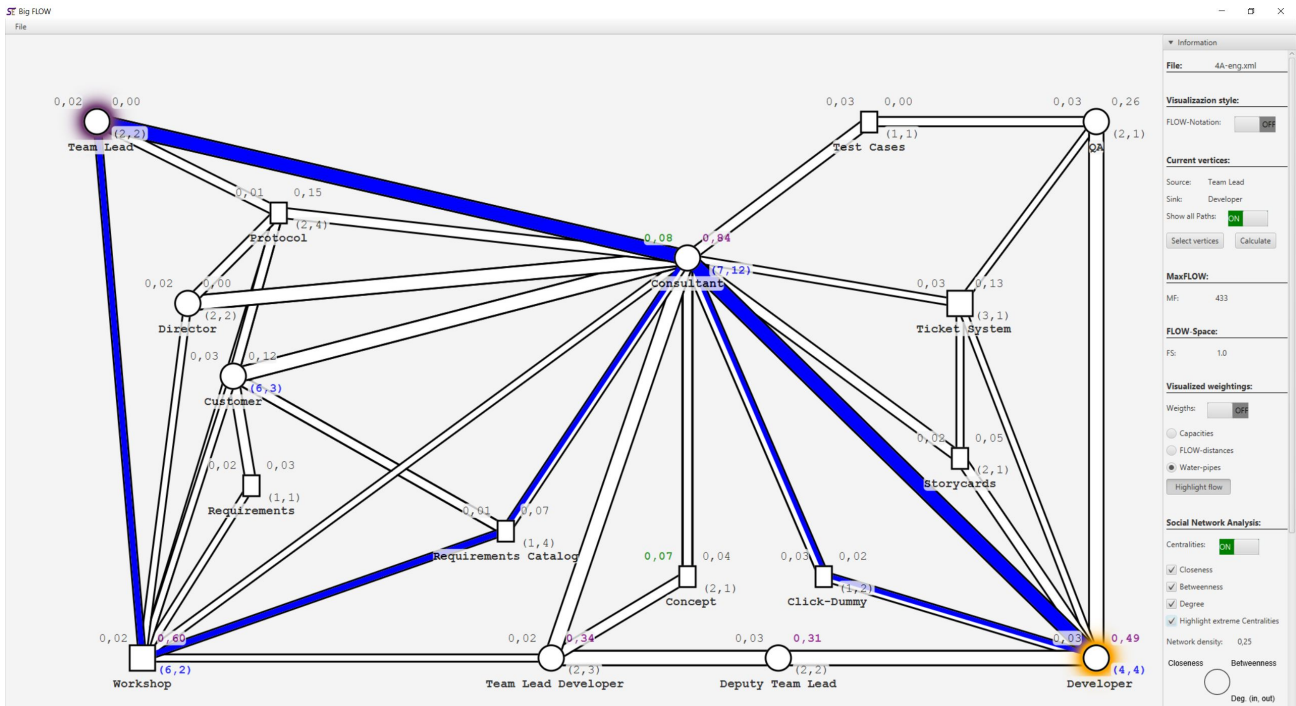 Big FLOW
File
0,02 0,00
(2,2)
Team Lead
0,03 0,00
(1,1)
Test Cases
0,03 0,26
(2,1)
QA
0,01 0,15
(2,4)
Protocol
0,08 0,84
(7,12)
Consultant
0,02 0,00
(2,2)
Director
0,03 0,13
(3,1)
Ticket System
0,03 0,12
(6,3)
Customer
0,02 0,03
(1,1)
Requirements
0,02 0,05
(2,1)
Storycards
0,01 0,07
(1,4)
Requirements Catalog
0,07 0,04
(2,1)
Concept
0,03 0,02
(1,2)
Click-Dummy
0,02 0,60
(6,2)
Workshop
0,02 0,34
(2,3)
Team Lead Developer
0,03 0,31
(2,2)
Deputy Team Lead
0,03 0,49
(4,4)
Developer
Information
File: 4A-eng.xml
Visualizazion style:
FLOW-Notation: OFF
Current vertices:
Source: Team Lead
Sink: Developer
Show all Paths: ON
Select vertices Calculate
MaxFLOW:
MF: 433
FLOW-Space:
FS: 1.0
Visualized weightings:
Weigths: OFF
Capacities
FLOW-distances
Water-pipes
Highlight flow
Social Network Analysis:
Centralities: ON
Closeness
Betweenness
Degree
Highlight extreme Centralities
Network density: 0,25
Closeness Betweenness
Deg. (in, out)